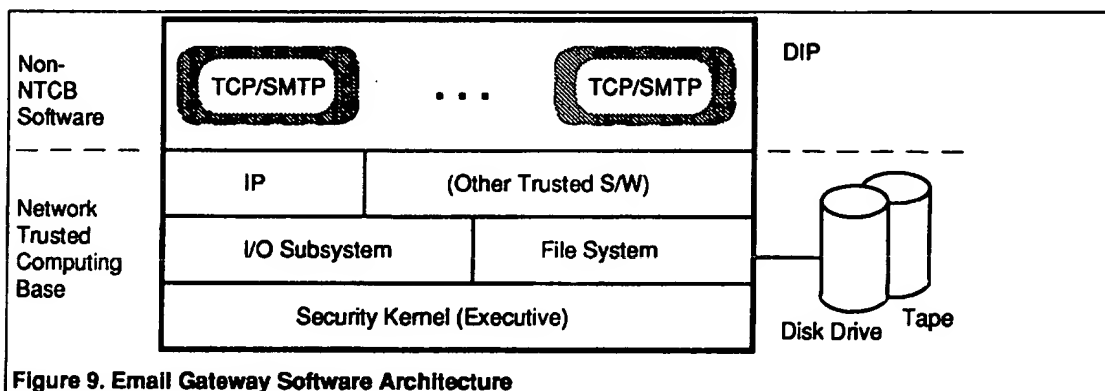 Non-
NTCB
Software
TCP/SMTP
. . .
TCP/SMTP
DIP
Network
Trusted
Computing
Base
IP
(Other Trusted S/W)
I/O Subsystem
File System
Security Kernel (Executive)
Disk Drive
Tape
Figure 9. Email Gateway Software Architecture